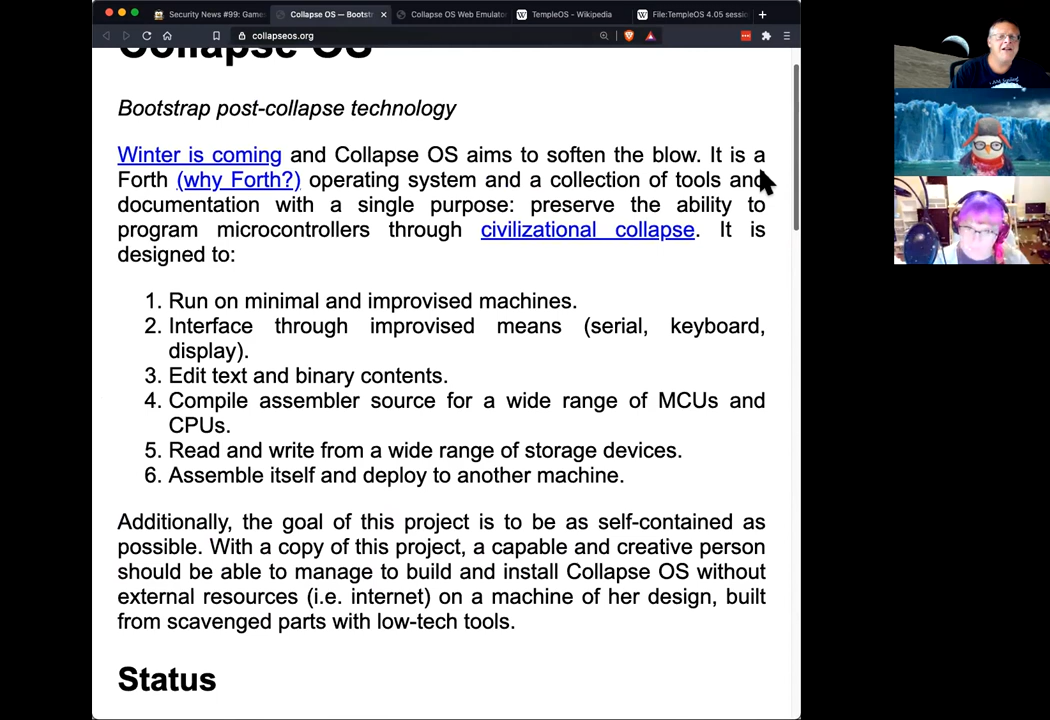 Security News #99: Game
Collapse OS — Bootstr
Collapse OS Web Emulator
TempleOS - Wikipedia
File:TempleOS 4.05 sessi
collapseos.org
Collapse OS
Bootstrap post-collapse technology
Winter is coming and Collapse OS aims to soften the blow. It is a
Forth (why Forth?) operating system and a collection of tools and
documentation with a single purpose: preserve the ability to
program microcontrollers through civilizational collapse. It is
designed to:
1. Run on minimal and improvised machines.
2. Interface through improvised means (serial, keyboard,
display).
3. Edit text and binary contents.
4. Compile assembler source for a wide range of MCUs and
CPUs.
5. Read and write from a wide range of storage devices.
6. Assemble itself and deploy to another machine.
Additionally, the goal of this project is to be as self-contained as
possible. With a copy of this project, a capable and creative person
should be able to manage to build and install Collapse OS without
external resources (i.e. internet) on a machine of her design, built
from scavenged parts with low-tech tools.
Status